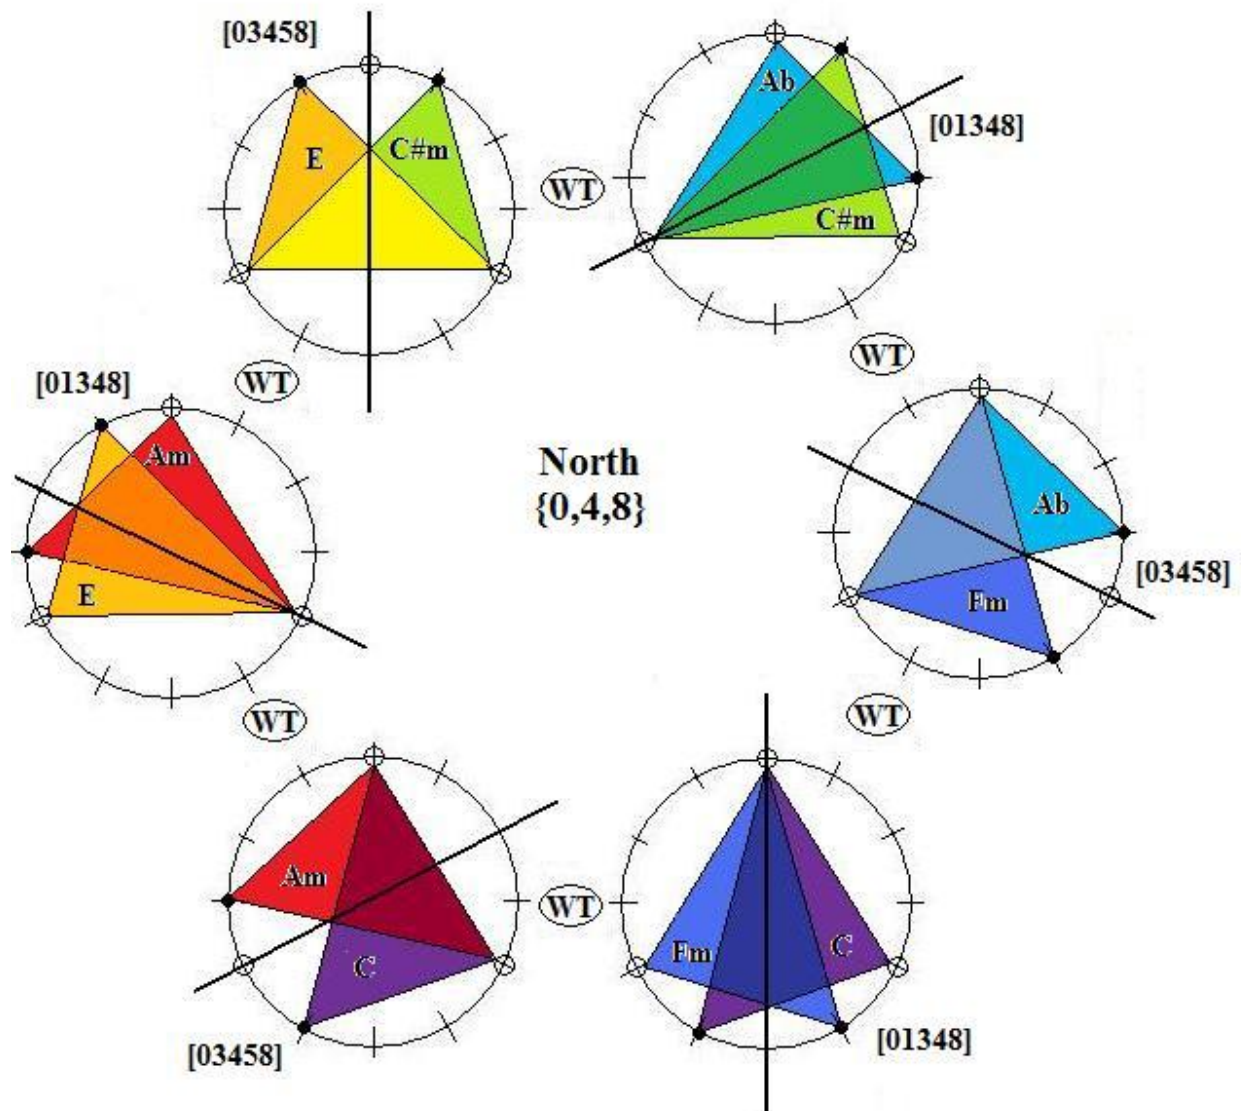 [03458]
E
C#m
WT
Ab
C#m
[01348]
WT
[01348]
Am
E
WT
North
{0,4,8}
Ab
Fm
[03458]
WT
WT
Am
C
[03458]
WT
Fm
C
[01348]